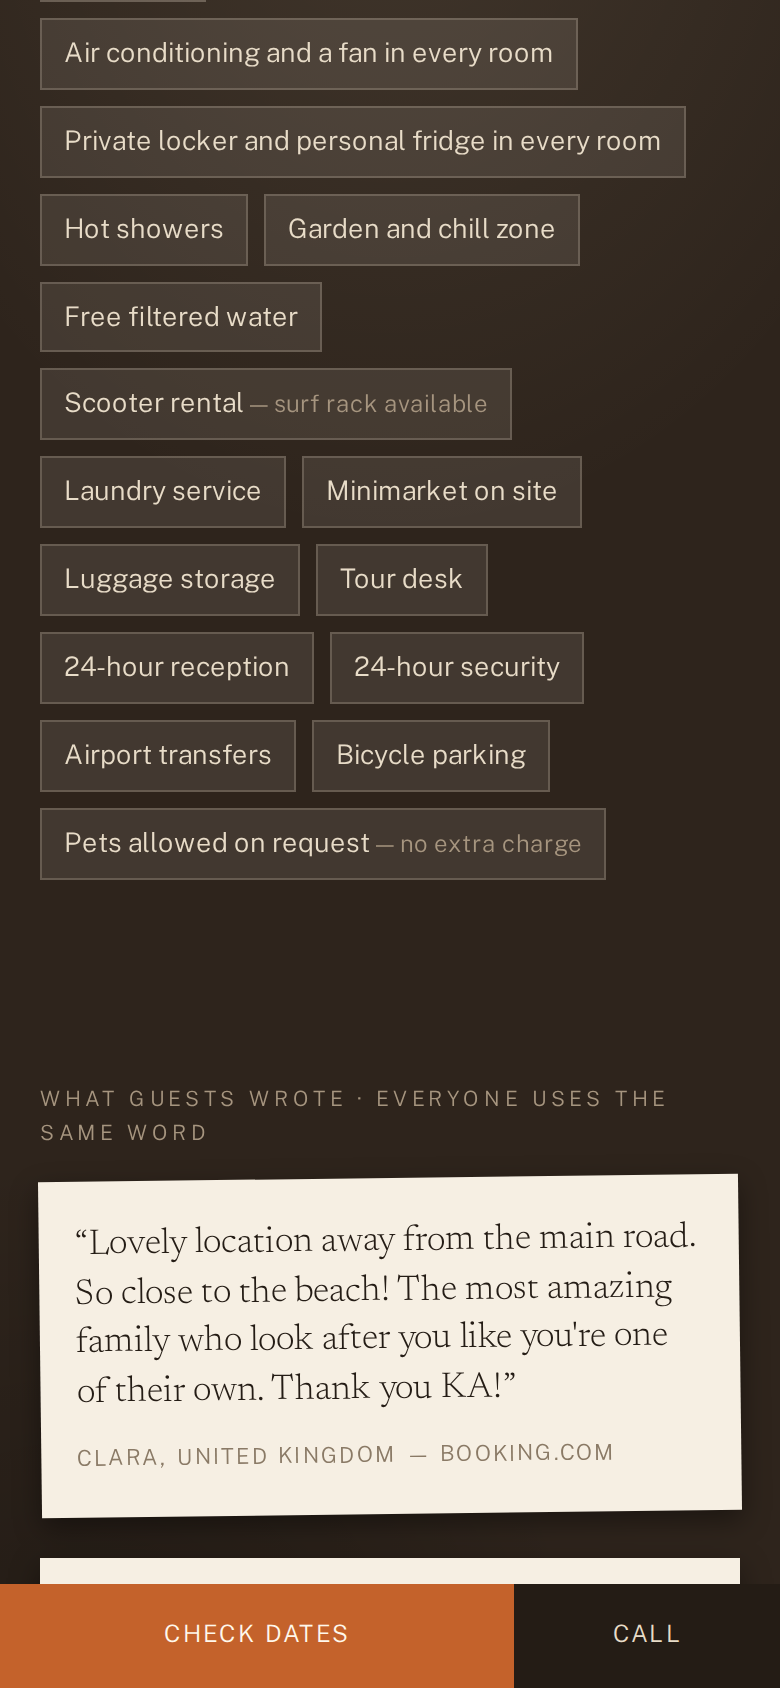 Air conditioning and a fan in every room
Private locker and personal fridge in every room
Hot showers
Garden and chill zone
Free filtered water
Scooter rental — surf rack available
Laundry service
Minimarket on site
Luggage storage
Tour desk
24-hour reception
24-hour security
Airport transfers
Bicycle parking
Pets allowed on request — no extra charge
WHAT GUESTS WROTE · EVERYONE USES THE
SAME WORD
“Lovely location away from the main road.
So close to the beach! The most amazing
family who look after you like you're one
of their own. Thank you KA!”
CLARA, UNITED KINGDOM — BOOKING.COM
CHECK DATES
CALL